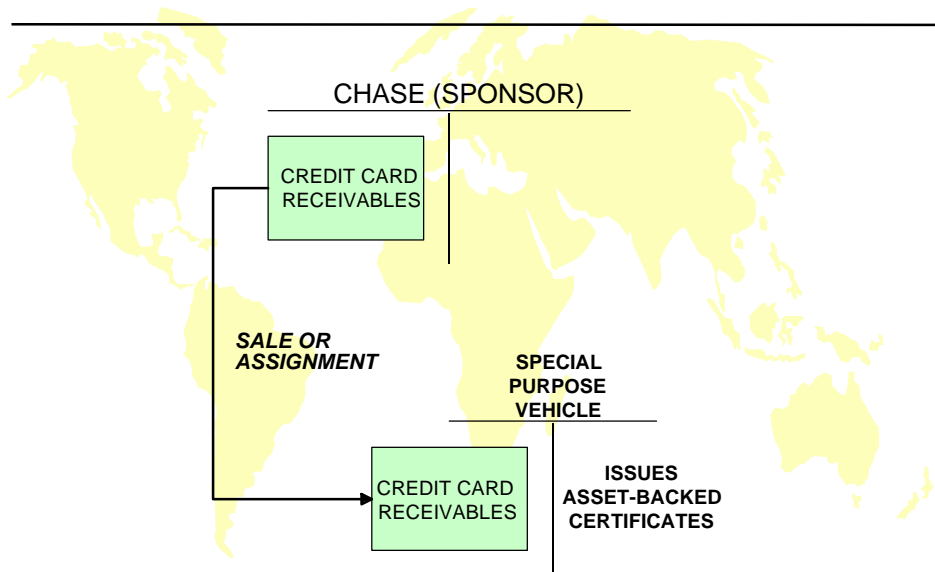 CHASE (SPONSOR)
CREDIT CARD
RECEIVABLES
SALE OR
ASSIGNMENT
SPECIAL
PURPOSE
VEHICLE
CREDIT CARD
RECEIVABLES
ISSUES
ASSET-BACKED
CERTIFICATES